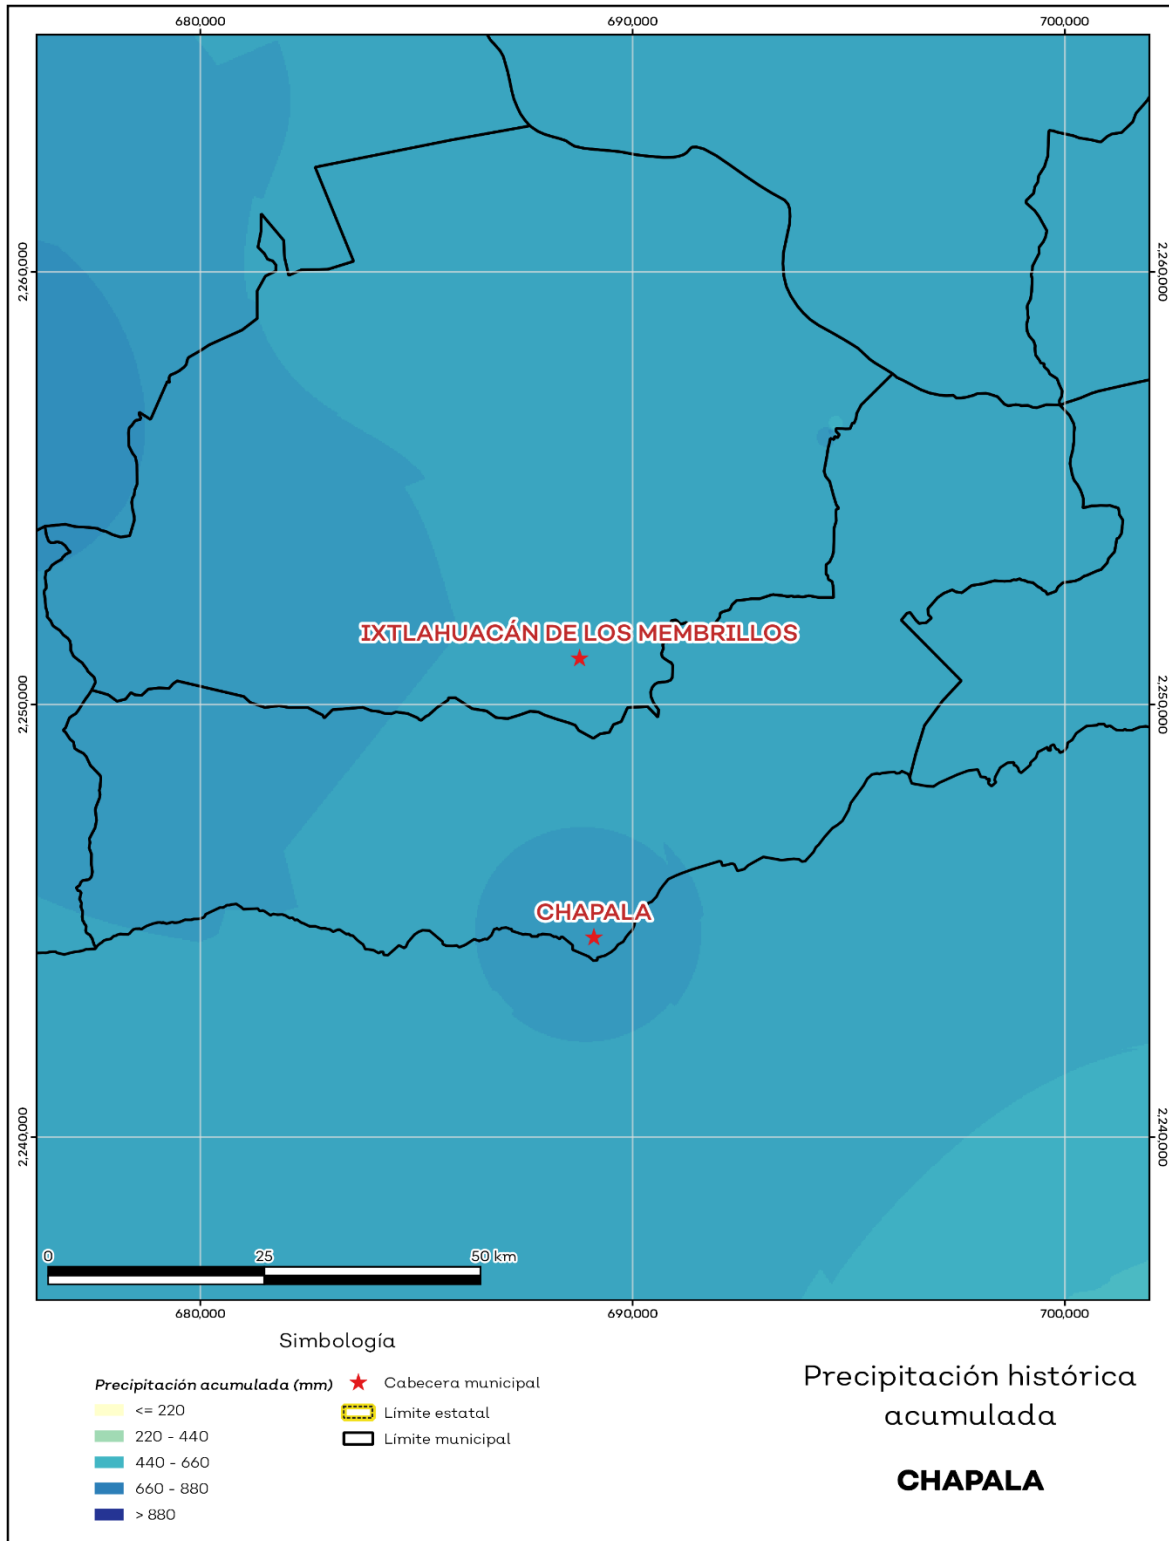 680,000
690,000
700,000
2,260,000
2,260,000
IXTLAHUACÁN DE LOS MEMBRILLOS
2,250,000
2,250,000
CHAPALA
2,240,000
2,240,000
0
25
50 km
680,000
690,000
700,000
Simbología
Precipitación acumulada (mm)
<= 220
220 - 440
440 - 660
660 - 880
> 880
Cabecera municipal
Límite estatal
Límite municipal
Precipitación histórica
acumulada
CHAPALA